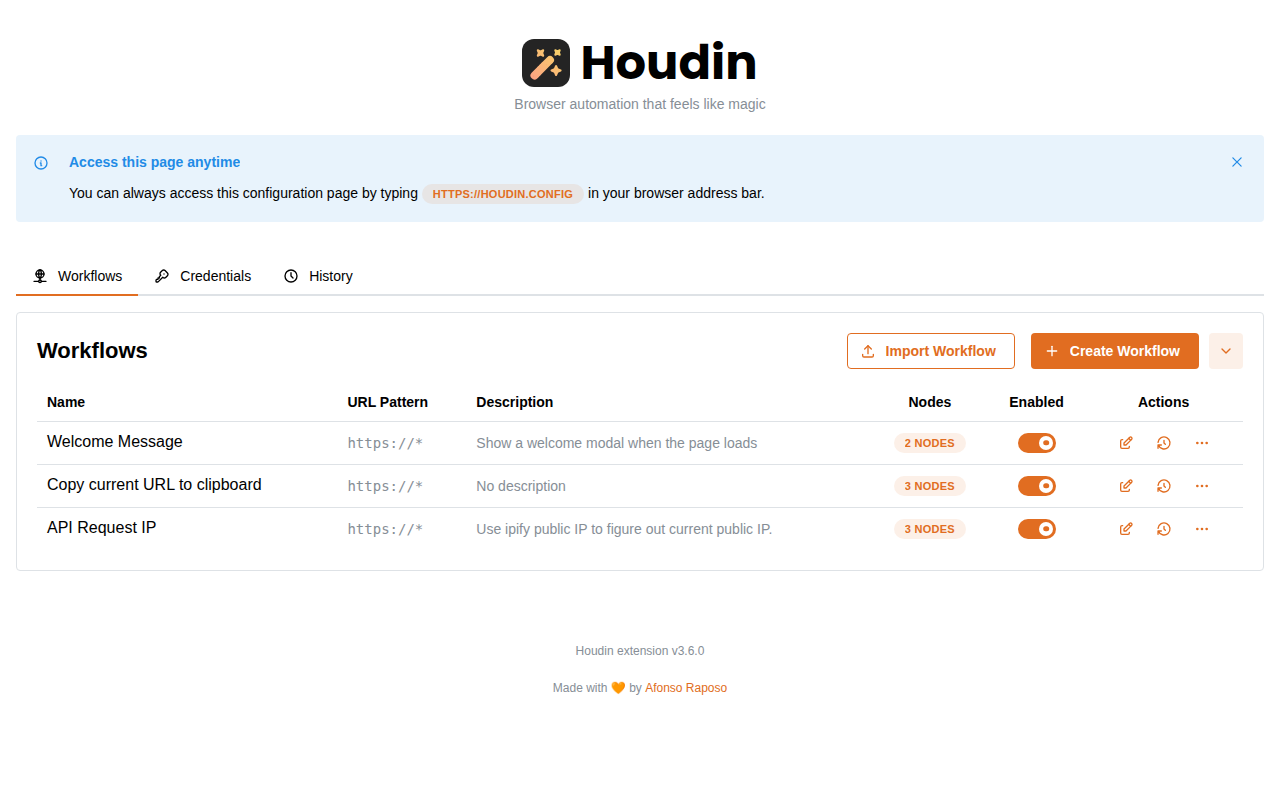 Houdin
Browser automation that feels like magic
Access this page anytime
You can always access this configuration page by typing HTTPS://HOUDIN.CONFIG in your browser address bar.
Workflows Credentials History
Workflows Import Workflow Create Workflow
Name URL Pattern Description Nodes Enabled Actions
Welcome Message https://* Show a welcome modal when the page loads 2 NODES
Copy current URL to clipboard https://* No description 3 NODES
API Request IP https://* Use ipify public IP to figure out current public IP. 3 NODES
Houdin extension v3.6.0
Made with 🧡 by Afonso Raposo